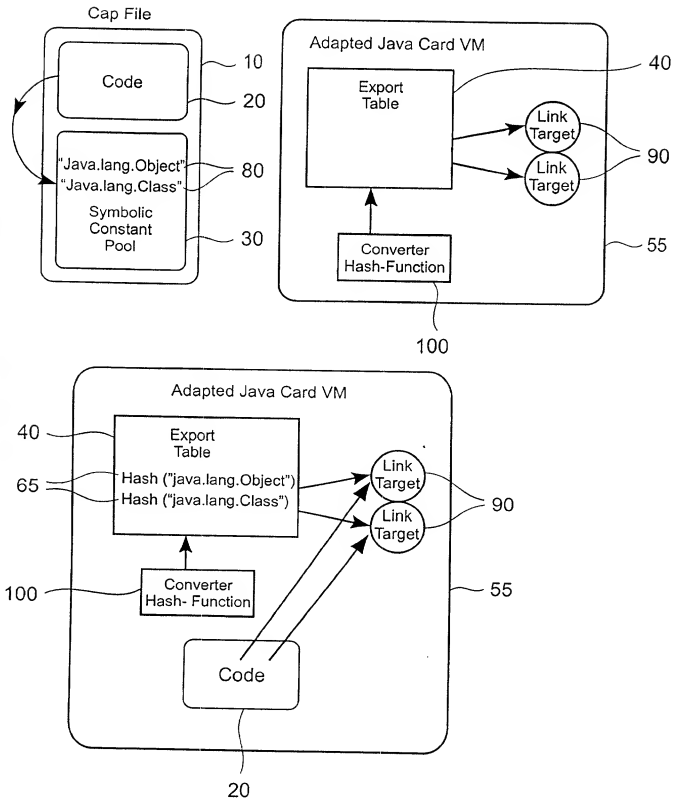 Cap File
Code
10
20
“Java.lang.Object”
“Java.lang.Class”
80
Symbolic
Constant
Pool
30
Adapted Java Card VM
Export
Table
40
Link
Target
Link
Target
90
Converter
Hash-Function
55
100
Adapted Java Card VM
40
Export
Table
65
Hash (”java.lang.Object”)
Hash (“java.lang.Class”)
Link
Target
Link
Target
90
100
Converter
Hash- Function
55
Code
20